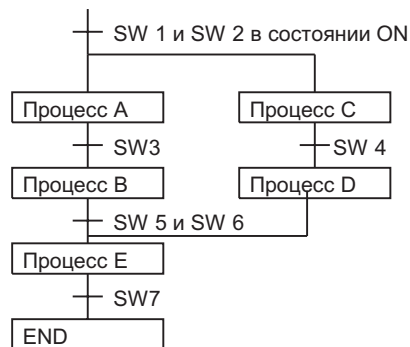 SW 1 и SW 2 в состоянии ON
Процесс A
Процесс C
SW3
SW 4
Процесс B
Процесс D
SW 5 и SW 6
Процесс E
SW7
END